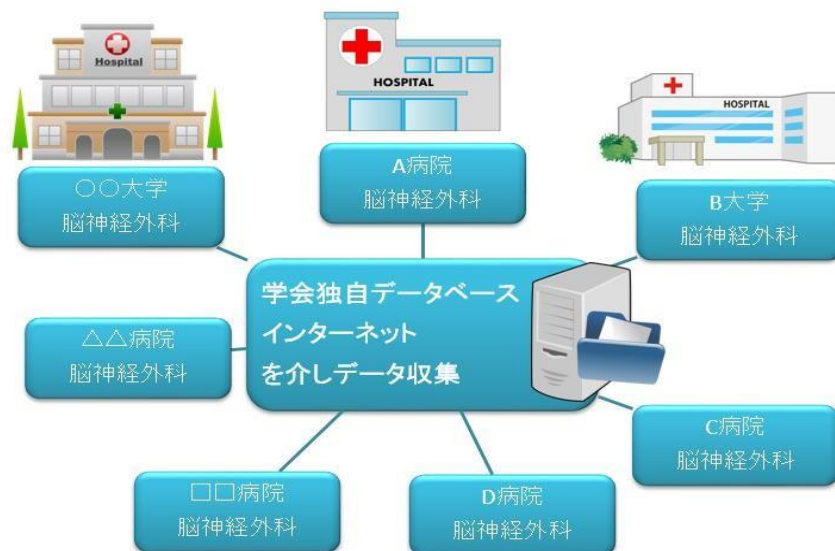 Hospital
HOSPITAL
HOSPITAL
〇〇大学
脳神経外科
A病院
脳神経外科
B大学
脳神経外科
学会独自データベース
インターネット
を介しデータ収集
△△病院
脳神経外科
C病院
脳神経外科
□□病院
脳神経外科
D病院
脳神経外科